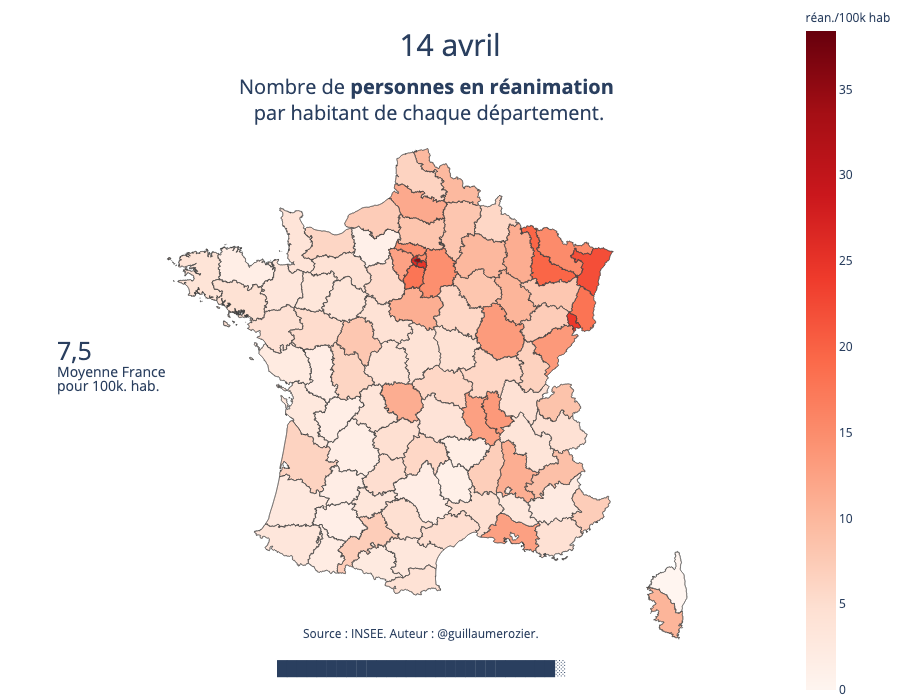 14 avril
Nombre de personnes en réanimation
par habitant de chaque département.
réan./100k hab
35
30
25
20
15
10
5
0
7,5
Moyenne France
pour 100k. hab.
Source : INSEE. Auteur : @guillaumerozier.